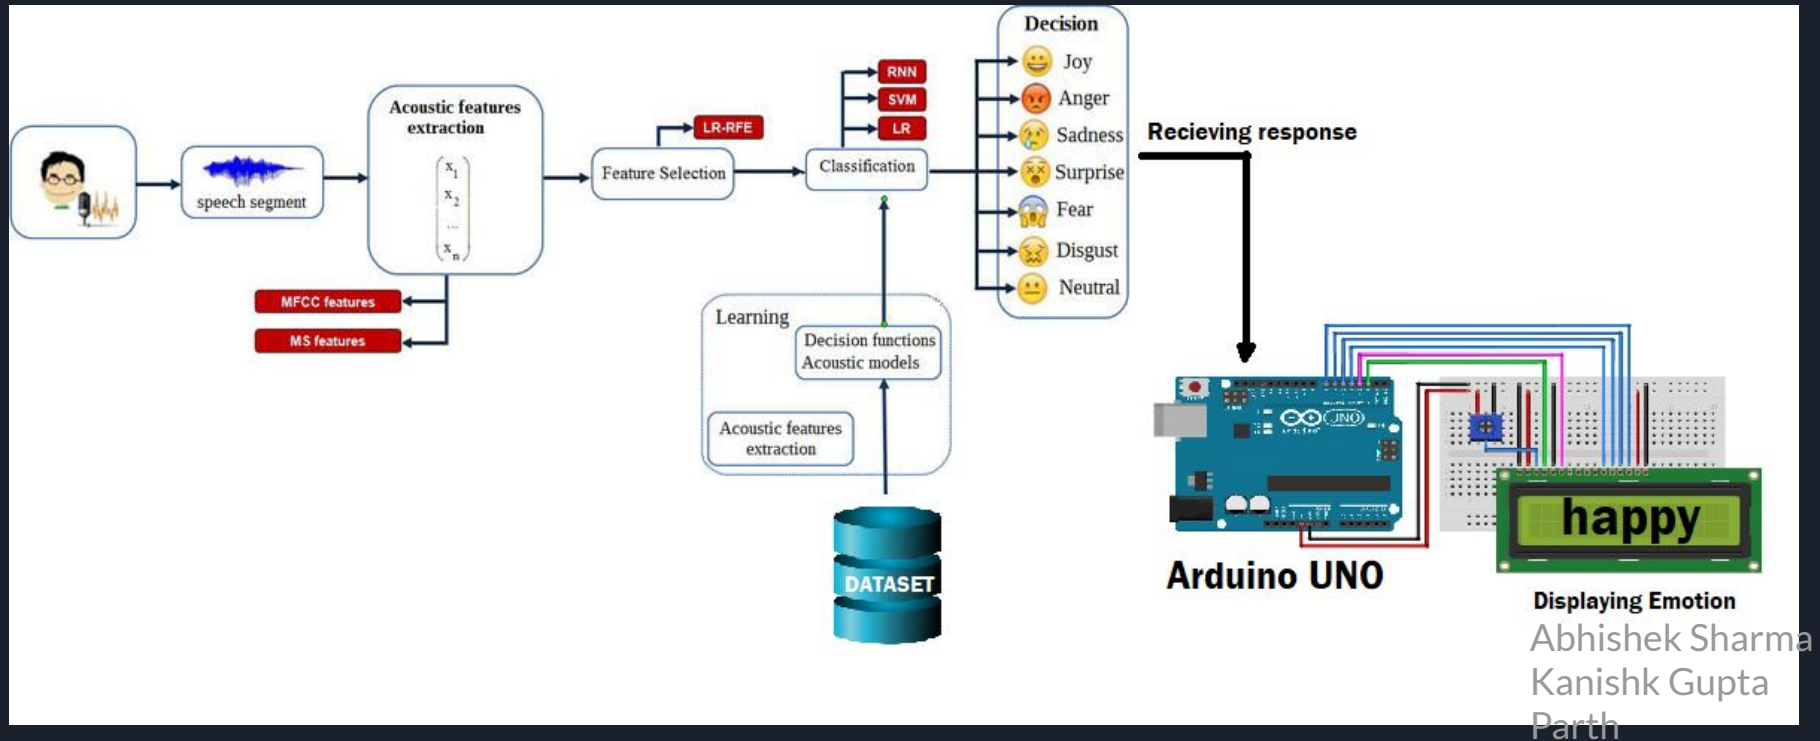 speech segment
Acoustic features
extraction
x1
x2
...
xn
MFCC features
MS features
LR-RFE
Feature Selection
RNN
SVM
LR
Classification
Learning
Decision functions
Acoustic models
Acoustic features
extraction
DATASET
Decision
Joy
Anger
Sadness
Surprise
Fear
Disgust
Neutral
Recieving response
UNO
happy
Arduino UNO
Displaying Emotion
Abhishek Sharma
Kanishk Gupta
Parth